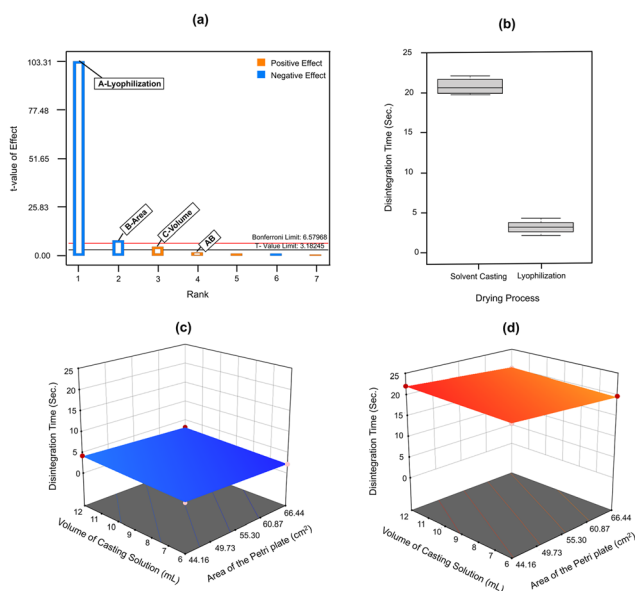 (a)
103.31
77.48
51.65
25.83
0.00
t-value of Effect
A-Lyophilization
B-Area
C-Volume
AB
Positive Effect
Negative Effect
Bonferroni Limit: 6.57968
T- Value Limit: 3.18245
1 2 3 4 5 6 7
Rank
(b)
25
20
15
10
5
0
Disintegration Time (Sec.)
Solvent Casting Lyophilization
Drying Process
(c)
25
20
15
10
5
0
Disintegration Time (Sec.)
12 11 10 9 8 7 6
Volume of Casting Solution (mL)
44.16 49.73 55.30 60.87 66.44
Area of the Petri plate (cm²)
(d)
25
20
15
10
5
0
Disintegration Time (Sec.)
12 11 10 9 8 7 6
Volume of Casting Solution (mL)
44.16 49.73 55.30 60.87 66.44
Area of the Petri plate (cm²)